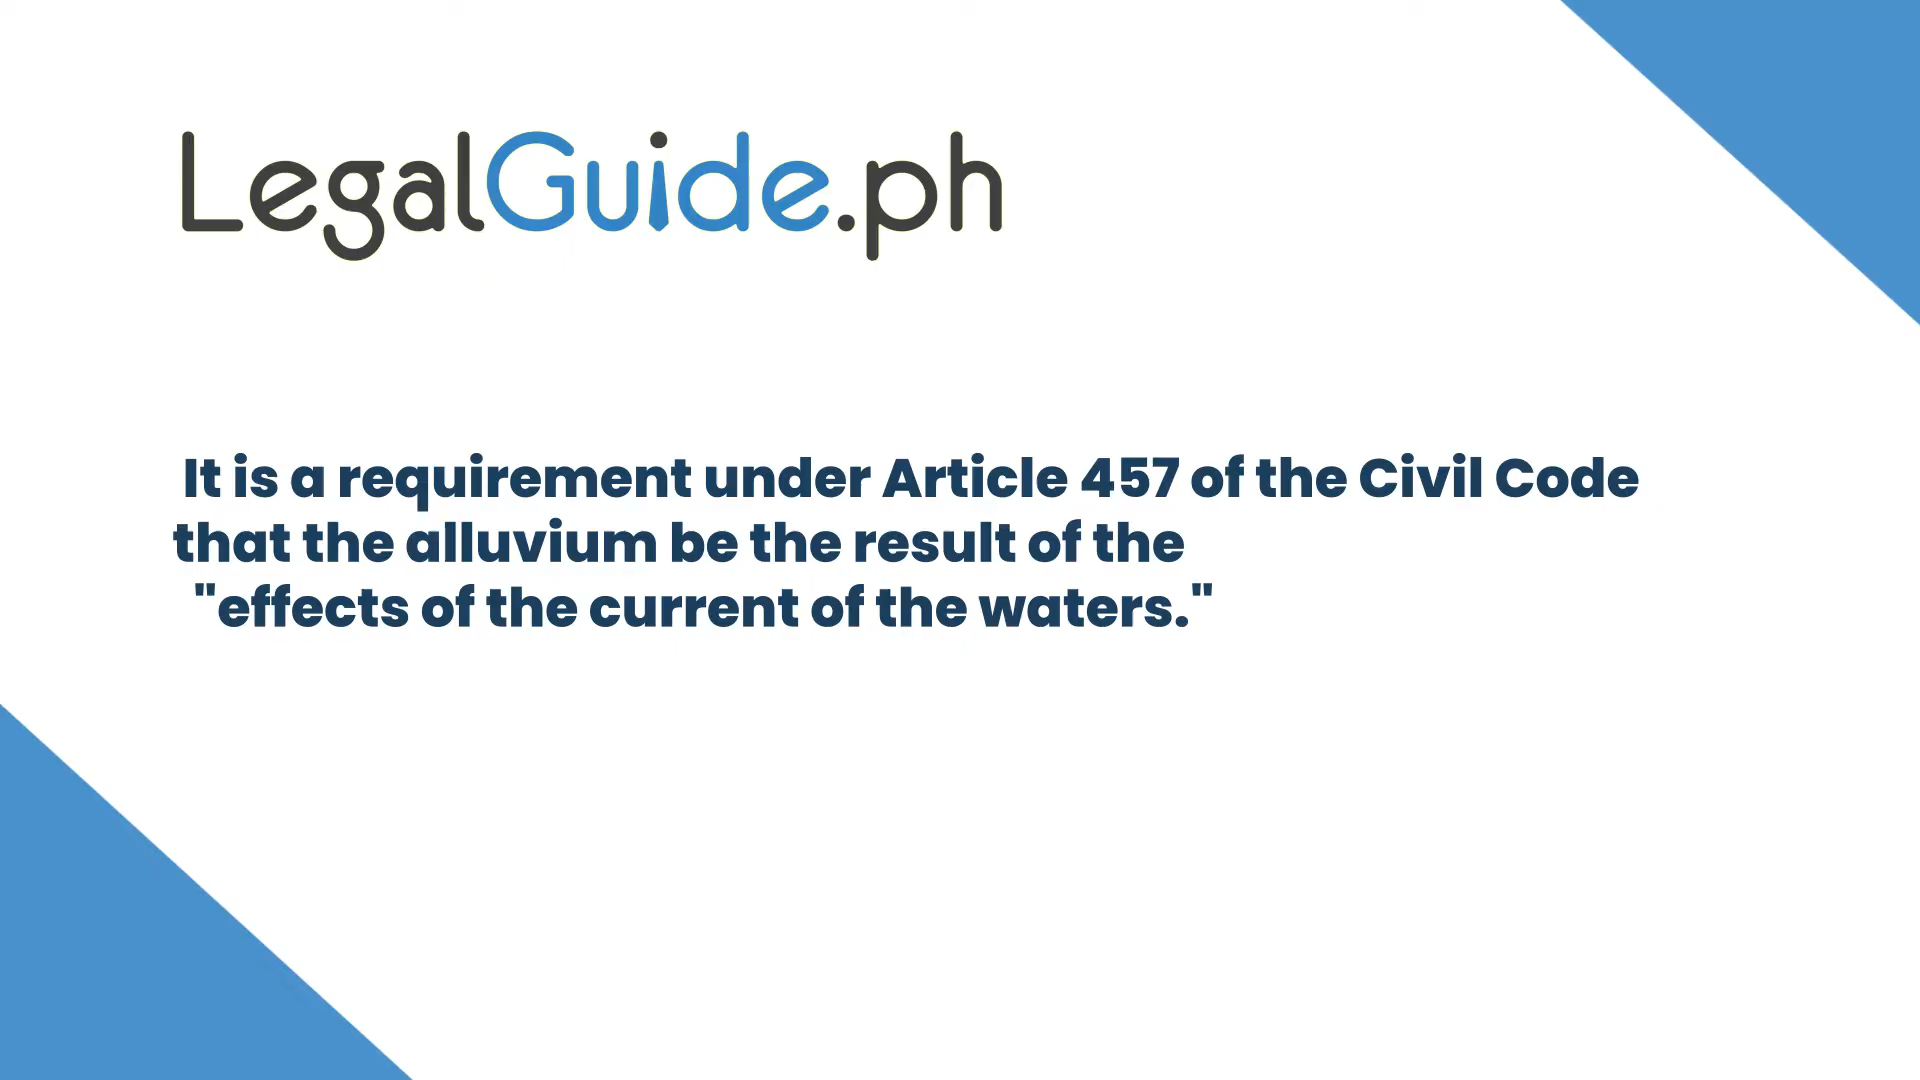 LegalGuide.ph
It is a requirement under Article 457 of the Civil Code
that the alluvium be the result of the
"effects of the current of the waters."